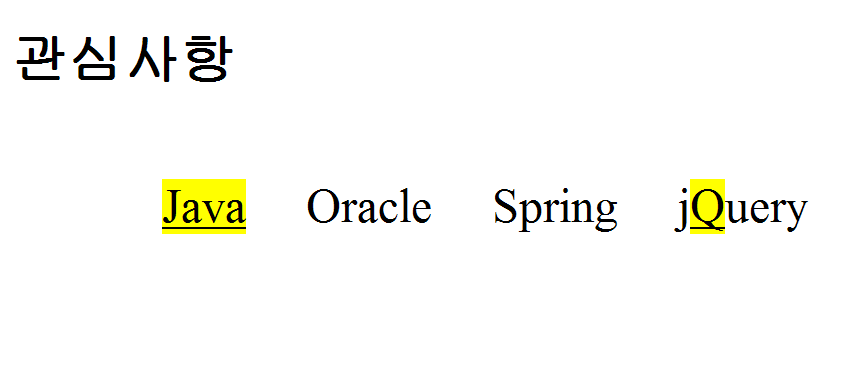 관심사항
Java Oracle Spring jQuery